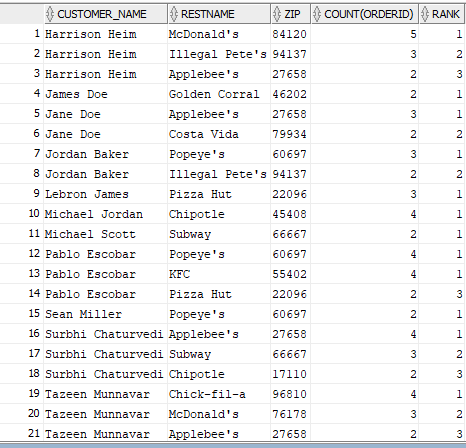 CUSTOMER_NAME RESTNAME ZIP COUNT(ORDERID) RANK
1 Harrison Heim McDonald's 84120 5 1
2 Harrison Heim Illegal Pete's 94137 3 2
3 Harrison Heim Applebee's 27658 2 3
4 James Doe Golden Corral 46202 2 1
5 Jane Doe Applebee's 27658 3 1
6 Jane Doe Costa Vida 79934 2 2
7 Jordan Baker Popeye's 60697 3 1
8 Jordan Baker Illegal Pete's 94137 2 2
9 Lebron James Pizza Hut 22096 3 1
10 Michael Jordan Chipotle 45408 4 1
11 Michael Scott Subway 66667 2 1
12 Pablo Escobar Popeye's 60697 4 1
13 Pablo Escobar KFC 55402 4 1
14 Pablo Escobar Pizza Hut 22096 2 3
15 Sean Miller Popeye's 60697 2 1
16 Surbhi Chaturvedi Applebee's 27658 4 1
17 Surbhi Chaturvedi Subway 66667 3 2
18 Surbhi Chaturvedi Chipotle 17110 2 3
19 Tazeen Munnavar Chick-fil-a 96810 4 1
20 Tazeen Munnavar McDonald's 76178 3 2
21 Tazeen Munnavar Applebee's 27658 2 3